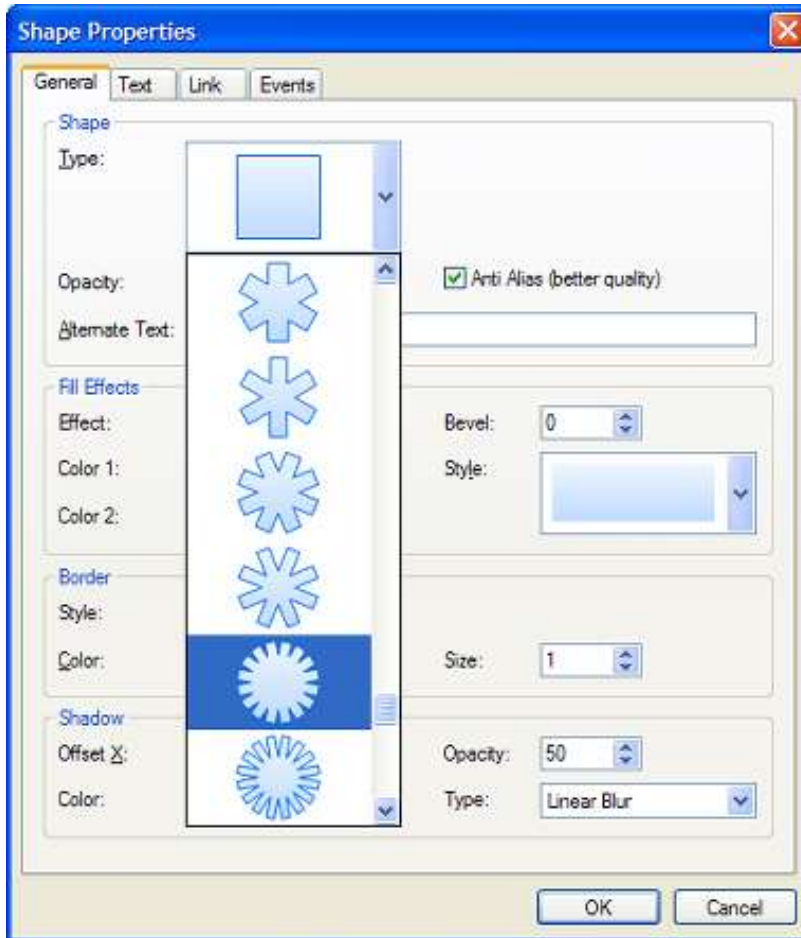 Shape Properties
General Text Link Events
Shape
Type:
Opacity: Anti Alias (better quality)
Alternate Text:
Fill Effects
Effect: Bevel: 0
Color 1: Style:
Color 2:
Border
Style:
Color: Size: 1
Shadow
Offset X: Opacity: 50
Color: Type: Linear Blur
OK Cancel